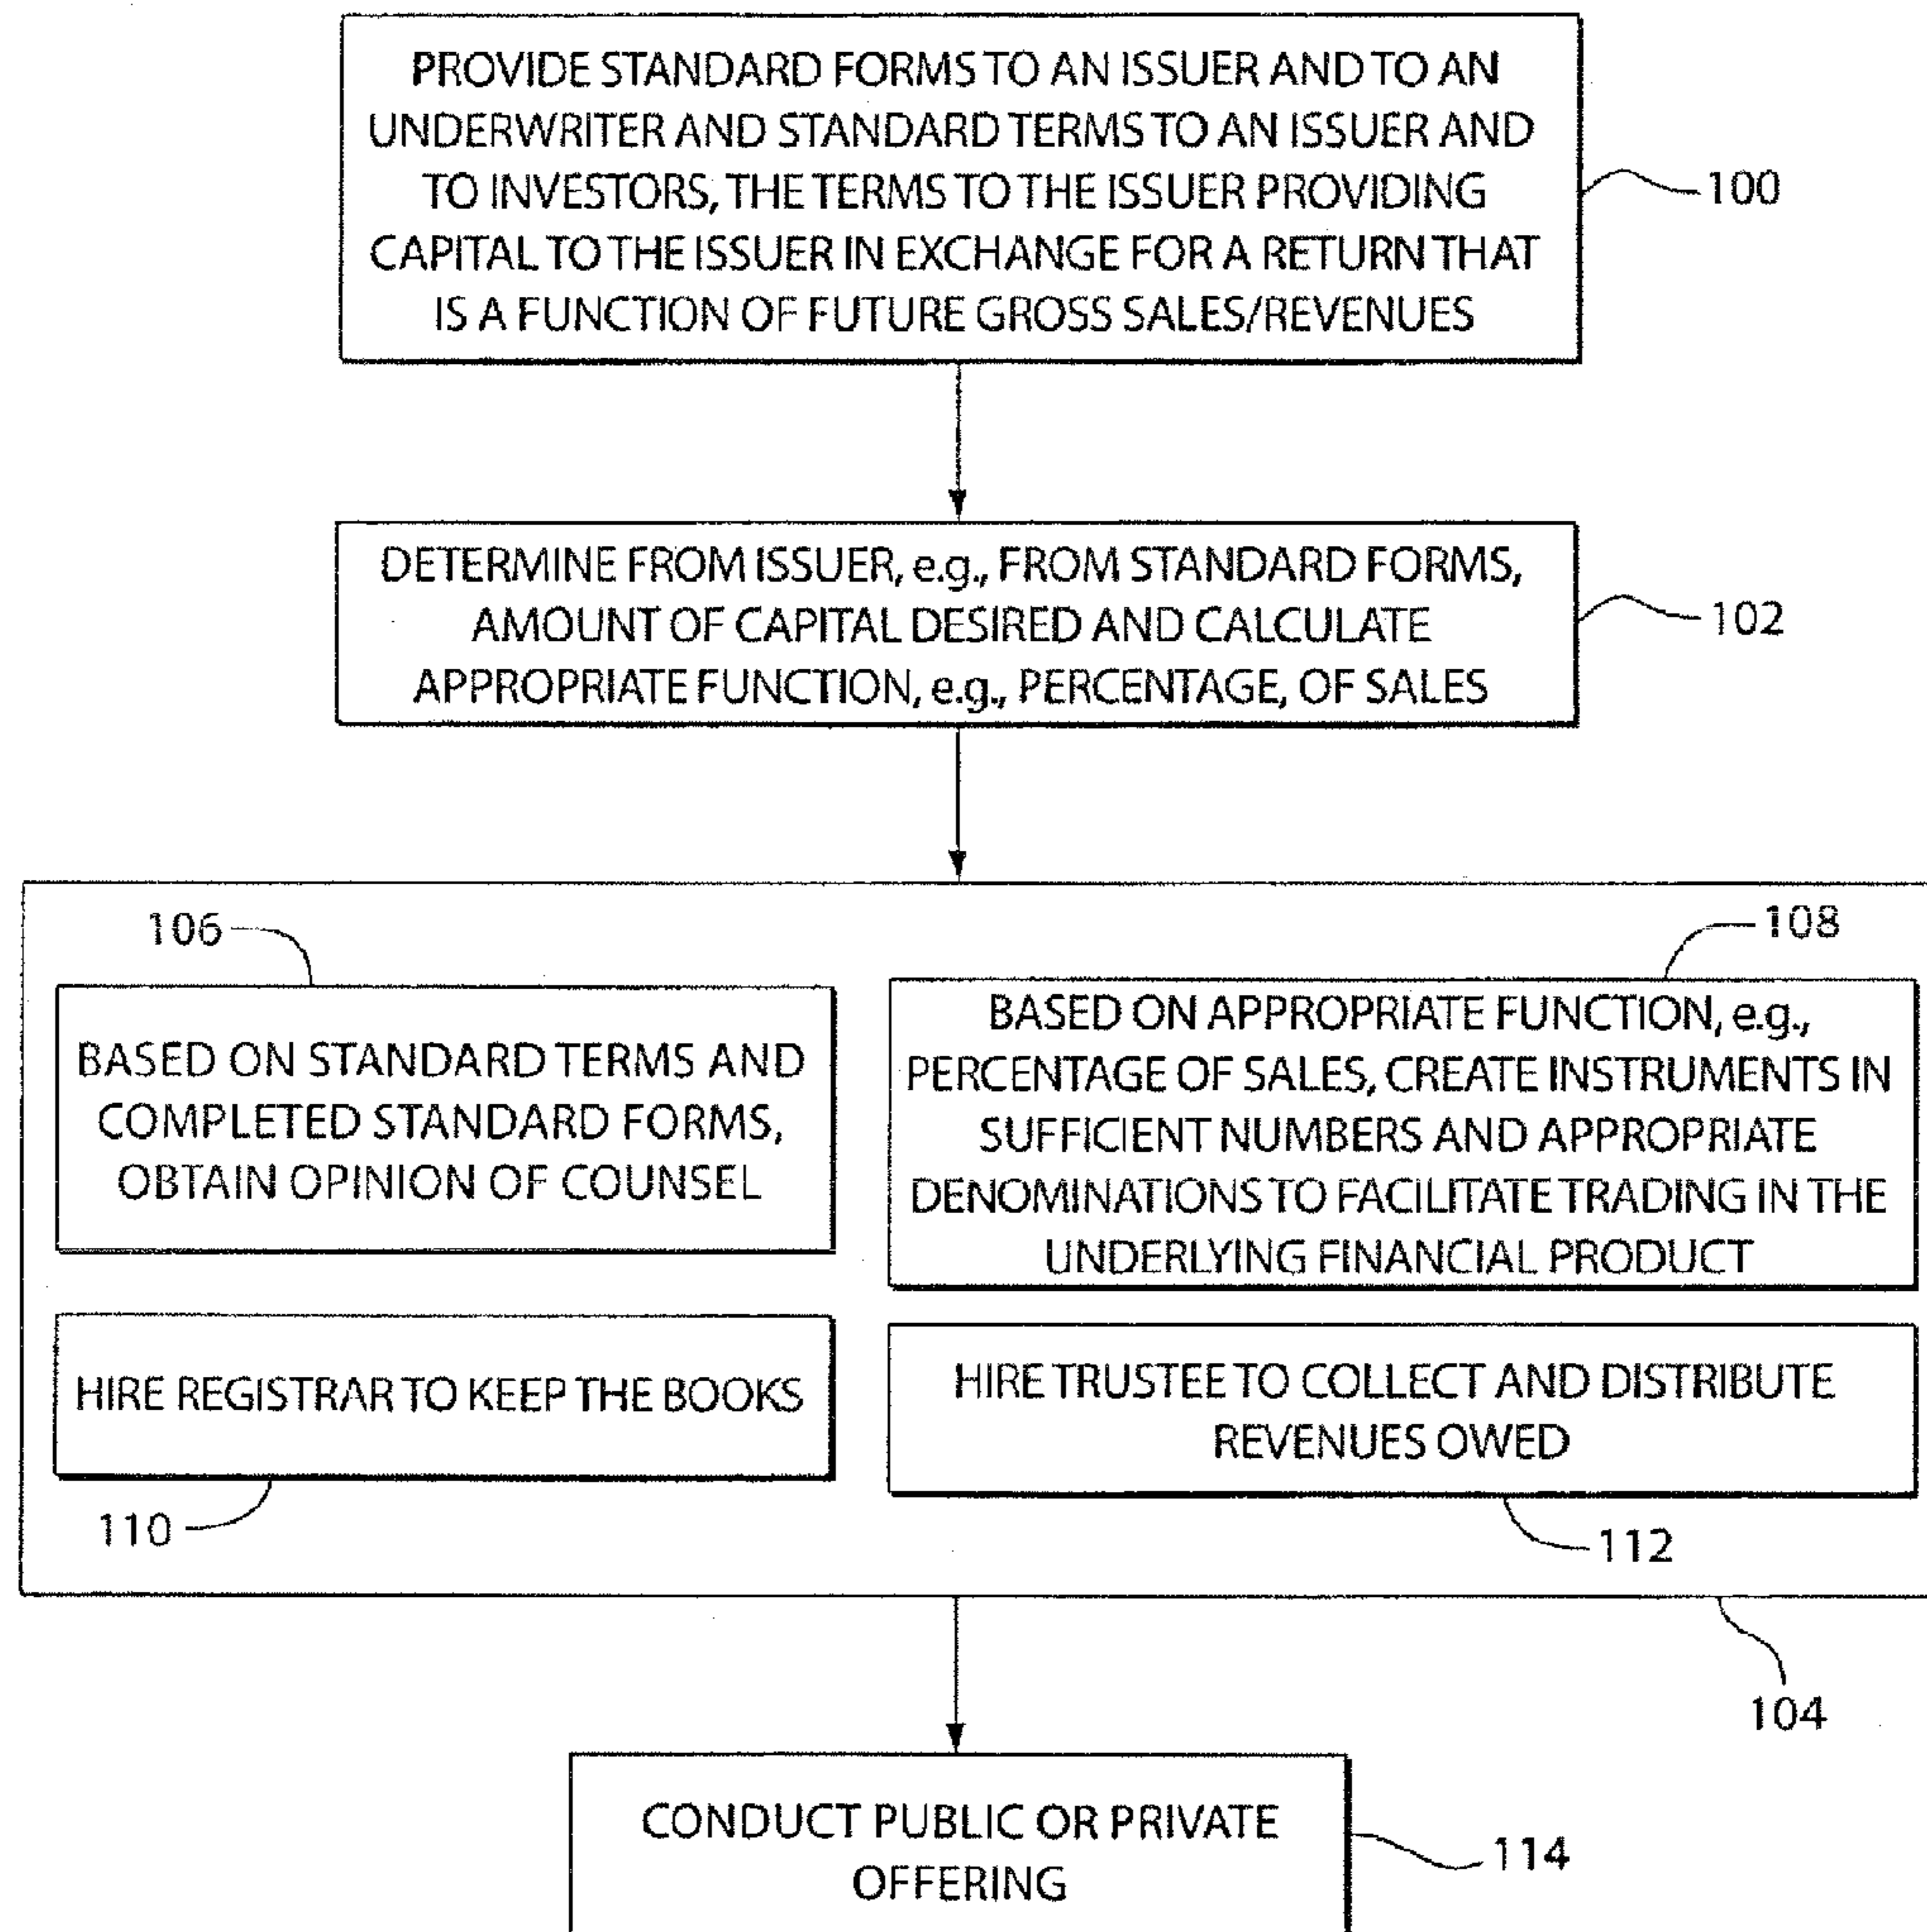 PROVIDE STANDARD FORMS TO AN ISSUER AND TO AN
UNDERWRITER AND STANDARD TERMS TO AN ISSUER AND
TO INVESTORS, THE TERMS TO THE ISSUER PROVIDING
CAPITAL TO THE ISSUER IN EXCHANGE FOR A RETURN THAT
IS A FUNCTION OF FUTURE GROSS SALES/REVENUES
100
DETERMINE FROM ISSUER, e.g., FROM STANDARD FORMS,
AMOUNT OF CAPITAL DESIRED AND CALCULATE
APPROPRIATE FUNCTION, e.g., PERCENTAGE, OF SALES
102
106
BASED ON STANDARD TERMS AND
COMPLETED STANDARD FORMS,
OBTAIN OPINION OF COUNSEL
108
BASED ON APPROPRIATE FUNCTION, e.g.,
PERCENTAGE OF SALES, CREATE INSTRUMENTS IN
SUFFICIENT NUMBERS AND APPROPRIATE
DENOMINATIONS TO FACILITATE TRADING IN THE
UNDERLYING FINANCIAL PRODUCT
HIRE REGISTRAR TO KEEP THE BOOKS
110
HIRE TRUSTEE TO COLLECT AND DISTRIBUTE
REVENUES OWED
112
104
CONDUCT PUBLIC OR PRIVATE
OFFERING
114